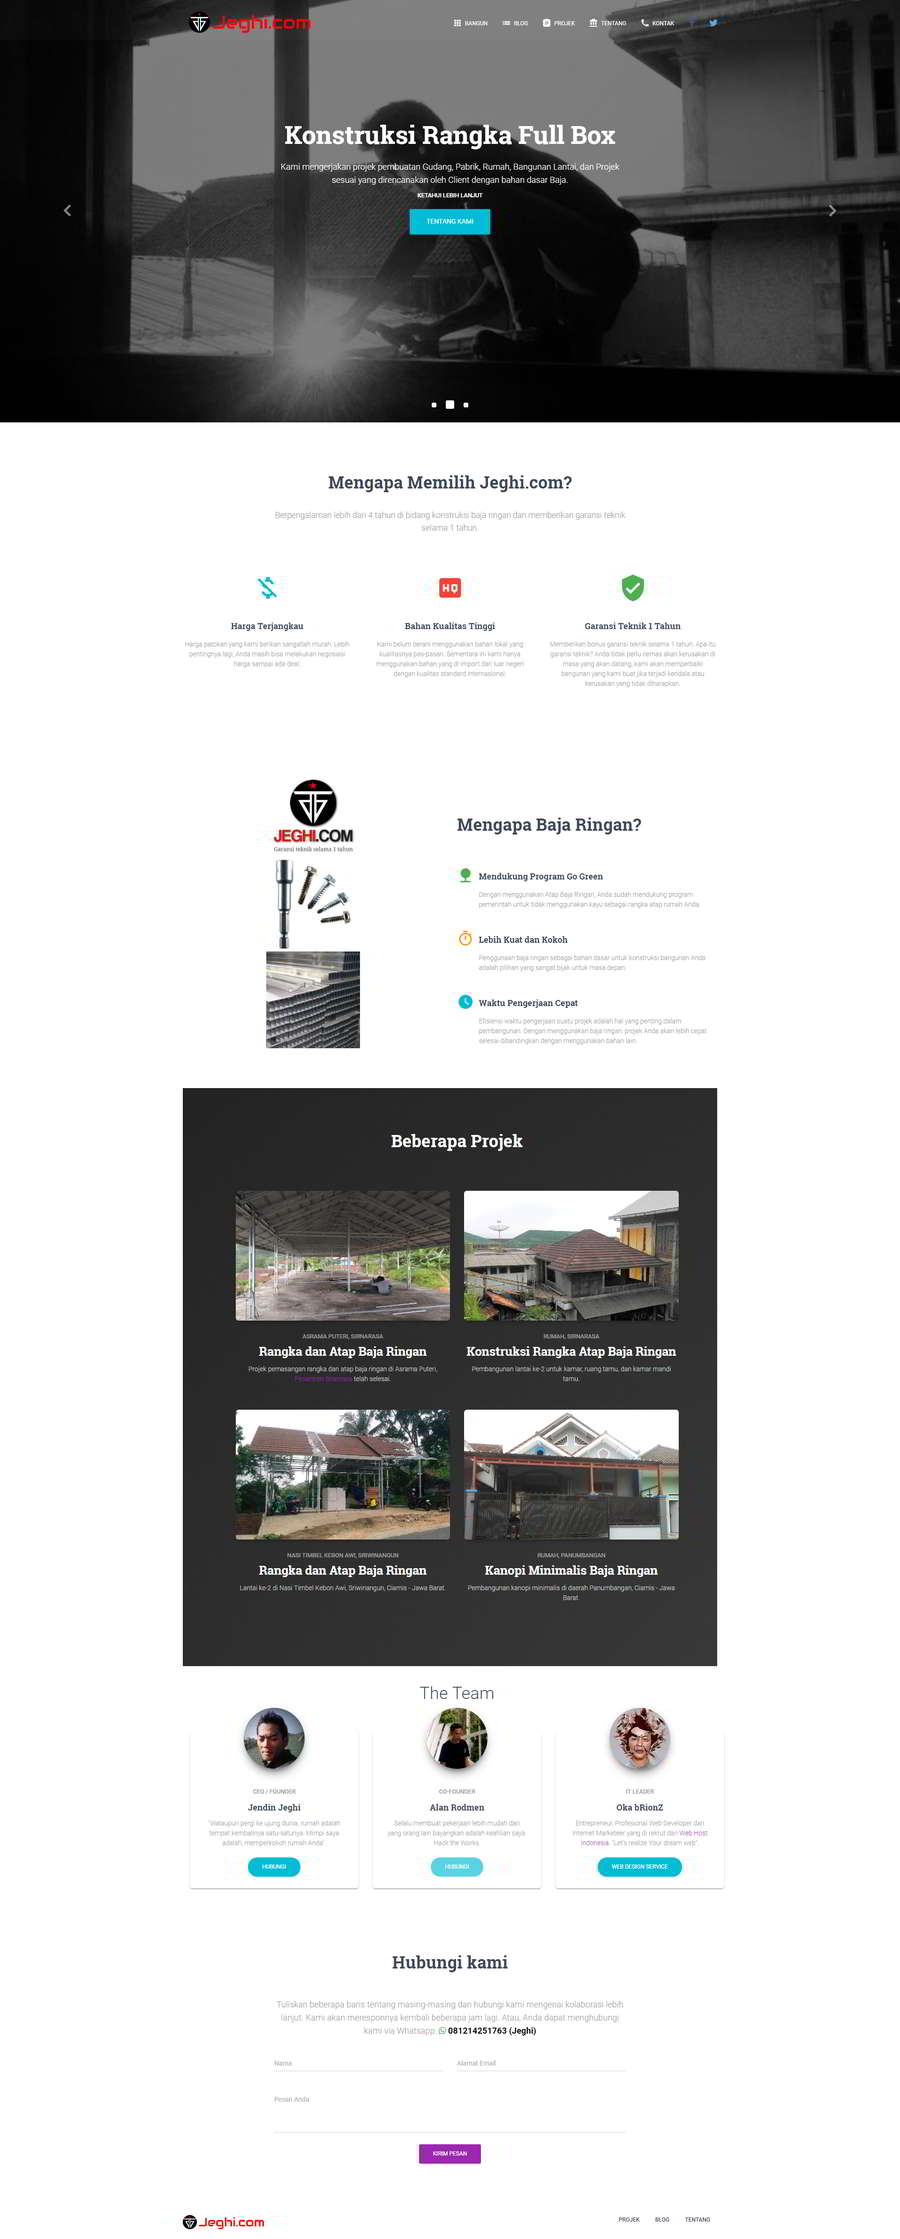 Jeghi.com
BANGUN
BLOG
PROJEK
TENTANG
KONTAK
Konstruksi Rangka Full Box
Kami mengerjakan projek pembuatan Gudang, Pabrik, Rumah, Bangunan Lantai, dan Projek
sesuai yang direncanakan oleh Client dengan bahan dasar Baja.
KETAHUI LEBIH LANJUT
TENTANG KAMI
Mengapa Memilih Jeghi.com?
Berpengalaman lebih dari 4 tahun di bidang konstruksi baja ringan dan memberikan garansi teknik
selama 1 tahun.
HQ
Harga Terjangkau
Harga patokan yang kami berikan sangatlah murah. Lebih
pentingnya lagi, Anda masih bisa melakukan negosiasi
harga sampai ada deal.
Bahan Kualitas Tinggi
Kami belum berani menggunakan bahan lokal yang
kualitasnya pas-pasan. Sementara ini kami hanya
menggunakan bahan yang di import dari luar negeri
dengan kualitas standard internasional.
Garansi Teknik 1 Tahun
Memberikan bonus garansi teknik selama 1 tahun. Apa itu
garansi teknik? Anda tidak perlu cemas akan kerusakan di
masa yang akan datang, kami akan memperbaiki
bangunan yang kami buat jika terjadi kendala atau
kerusakan yang tidak diharapkan.
JEGHI.COM
Garansi teknik selama 1 tahun
Mengapa Baja Ringan?
Mendukung Program Go Green
Dengan menggunakan Atap Baja Ringan, Anda sudah mendukung program
pemerintah untuk tidak menggunakan kayu sebagai rangka atap rumah Anda.
Lebih Kuat dan Kokoh
Penggunaan baja ringan sebagai bahan dasar untuk konstruksi bangunan Anda
adalah pilihan yang sangat bijak untuk masa depan.
Waktu Pengerjaan Cepat
Efisiensi waktu pengerjaan suatu projek adalah hal yang penting dalam
pembangunan. Dengan menggunakan baja ringan, projek Anda akan lebih cepat
selesai dibandingkan dengan menggunakan bahan lain.
Beberapa Projek
ASRAMA PUTERI, SIRNARASA
Rangka dan Atap Baja Ringan
Projek pemasangan rangka dan atap baja ringan di Asrama Puteri,
Pesantren Sirnarasa telah selesai.
RUMAH, SIRNARASA
Konstruksi Rangka Atap Baja Ringan
Pembangunan lantai ke-2 untuk kamar, ruang tamu, dan kamar mandi
tamu.
NASI TIMBEL KEBON AWI, SRIWINANGUN
Rangka dan Atap Baja Ringan
Lantai ke-2 di Nasi Timbel Kebon Awi, Sriwinangun, Ciamis - Jawa Barat.
RUMAH, PANUMBANGAN
Kanopi Minimalis Baja Ringan
Pembangunan kanopi minimalis di daerah Panumbangan, Ciamis - Jawa
Barat.
The Team
CEO / FOUNDER
Jendin Jeghi
"Walaupun pergi ke ujung dunia, rumah adalah
tempat kembalinya satu-satunya. Mimpi saya
adalah, memperkokoh rumah Anda".
HUBUNGI
CO-FOUNDER
Alan Rodmen
Selalu membuat pekerjaan lebih mudah dari
yang orang lain bayangkan adalah keahlian saya.
Hack the Works.
HUBUNGI
IT LEADER
Oka bRionZ
Entrepreneur, Profesional Web Developer dan
Internet Marketeer yang di rekrut dari Web Host
Indonesia. "Let's realize Your dream web"
WEB DESIGN SERVICE
Hubungi kami
Tuliskan beberapa baris tentang masing-masing dan hubungi kami mengenai kolaborasi lebih
lanjut. Kami akan meresponnya kembali beberapa jam lagi. Atau, Anda dapat menghubungi
kami via Whatsapp: 081214251763 (Jeghi)
Nama
Alamat Email
Pesan Anda
KIRIM PESAN
Jeghi.com
PROJEK
BLOG
TENTANG